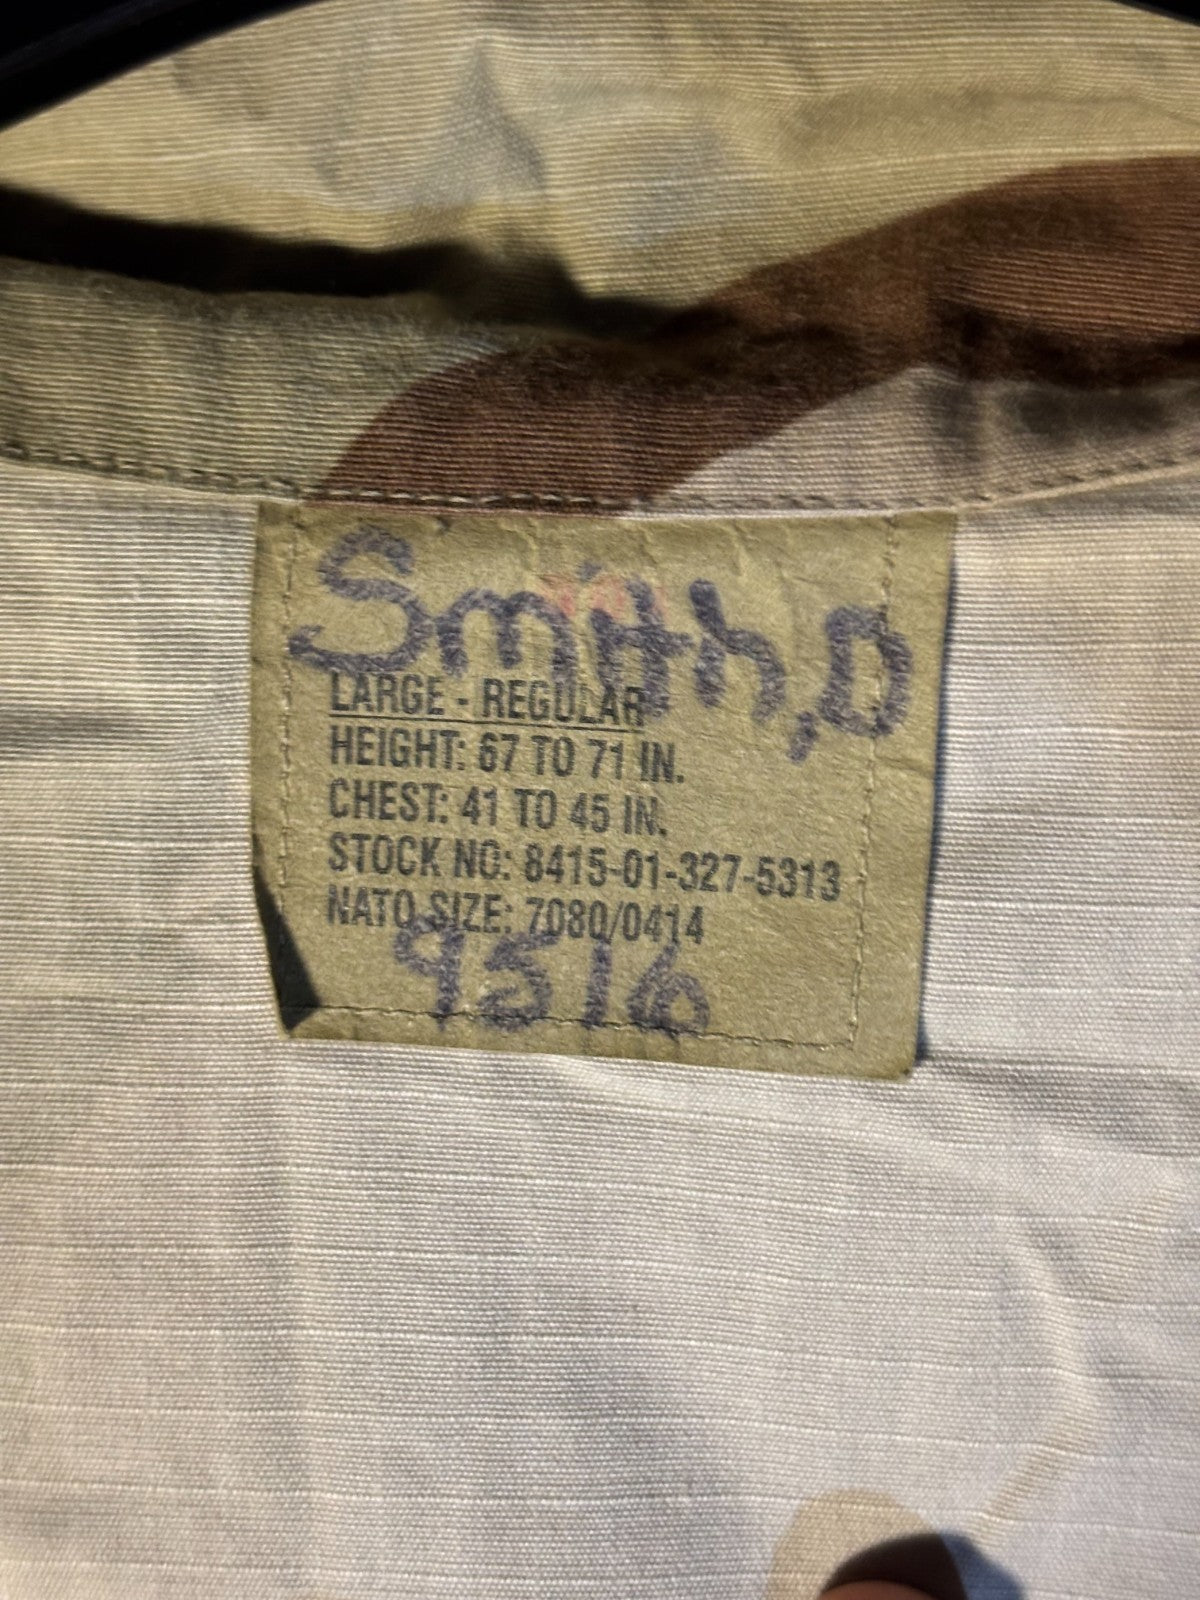 Smith, D
LARGE - REGULAR
HEIGHT: 67 TO 71 IN.
CHEST: 41 TO 45 IN.
STOCK NO: 8415-01-327-5313
NATO SIZE: 7080/0414
9516